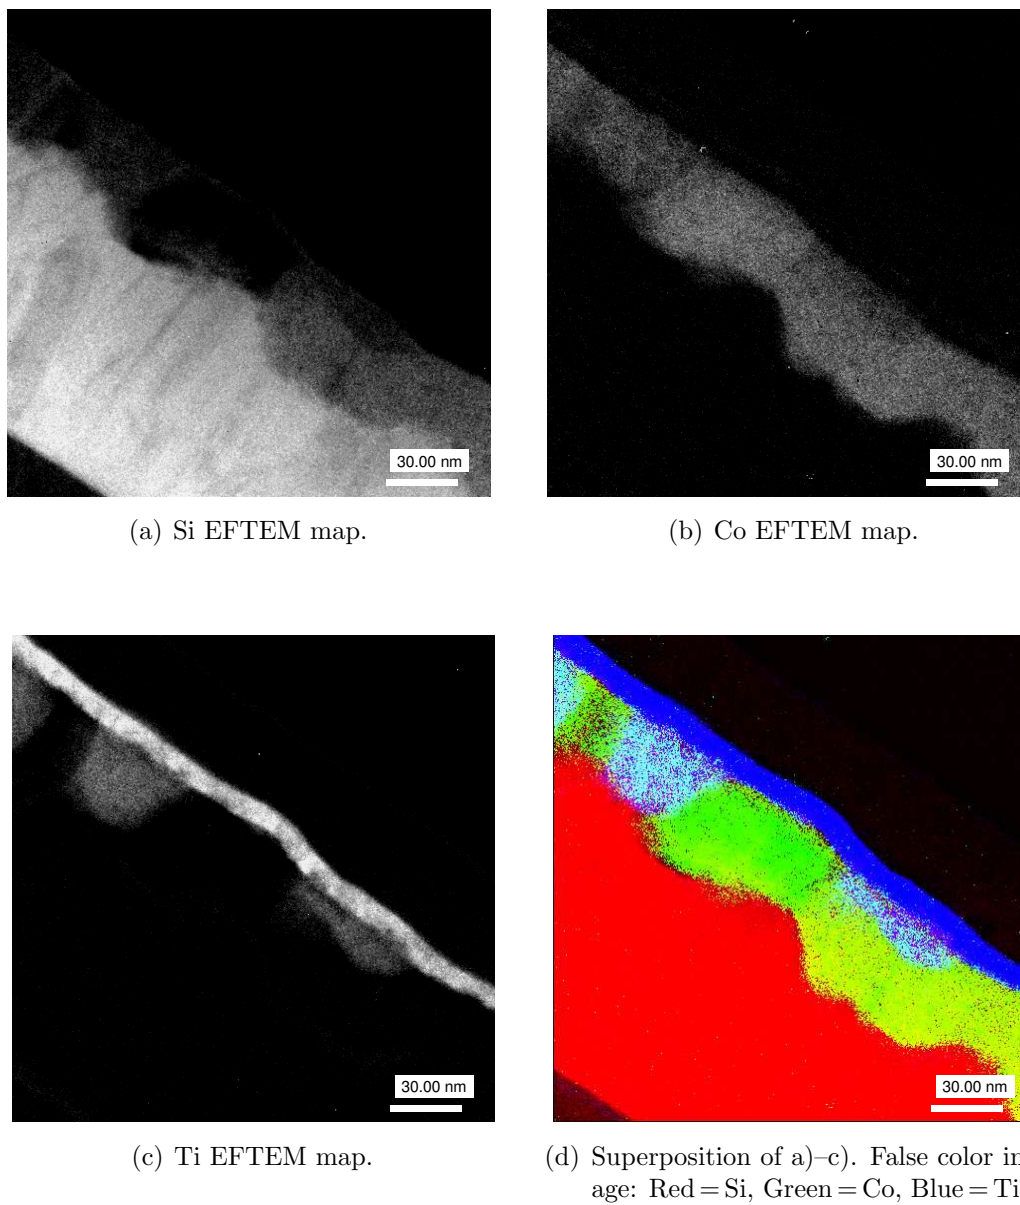 30.00 nm
30.00 nm
(a) Si EFTEM map.
(b) Co EFTEM map.
30.00 nm
30.00 nm
(c) Ti EFTEM map.
(d) Superposition of a)–c). False color im
age: Red = Si, Green = Co, Blue = Ti